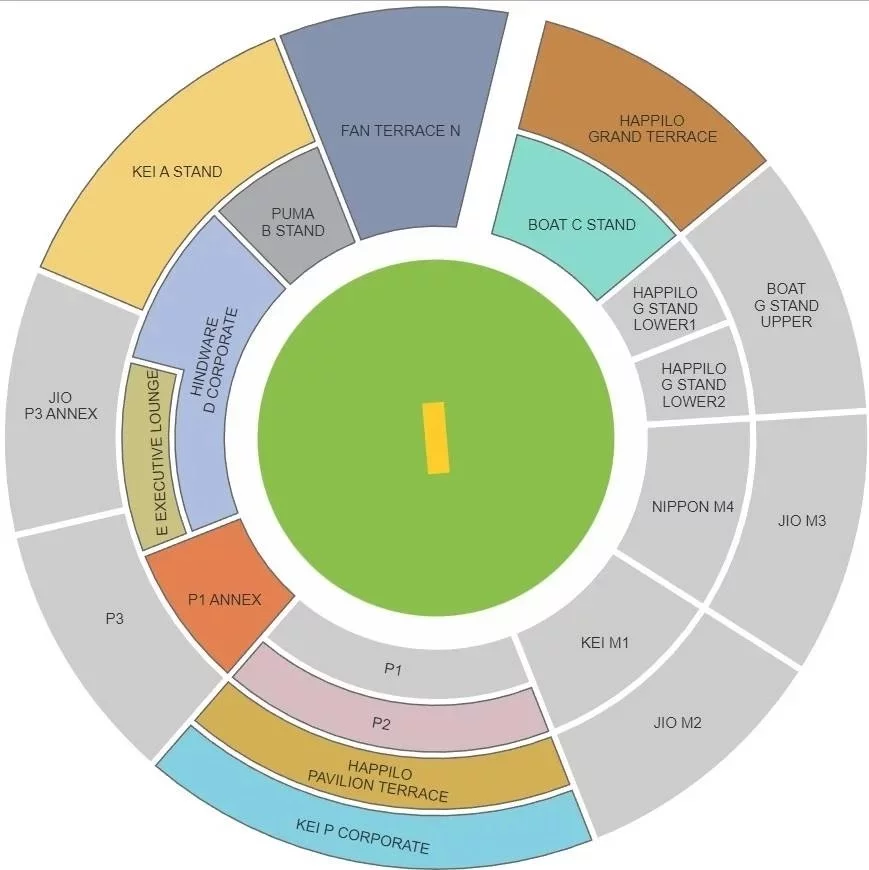 FAN TERRACE N
HAPPILO
GRAND TERRACE
KEI A STAND
PUMA
B STAND
BOAT C STAND
HAPPILO
G STAND
LOWER1
BOAT
G STAND
UPPER
HINDWARE
D CORPORATE
HAPPILO
G STAND
LOWER2
JIO
P3 ANNEX
E EXECUTIVE LOUNGE
NIPPON M4
JIO M3
P1 ANNEX
P3
KEI M1
P1
P2
JIO M2
HAPPILO
PAVILION TERRACE
KEI P CORPORATE